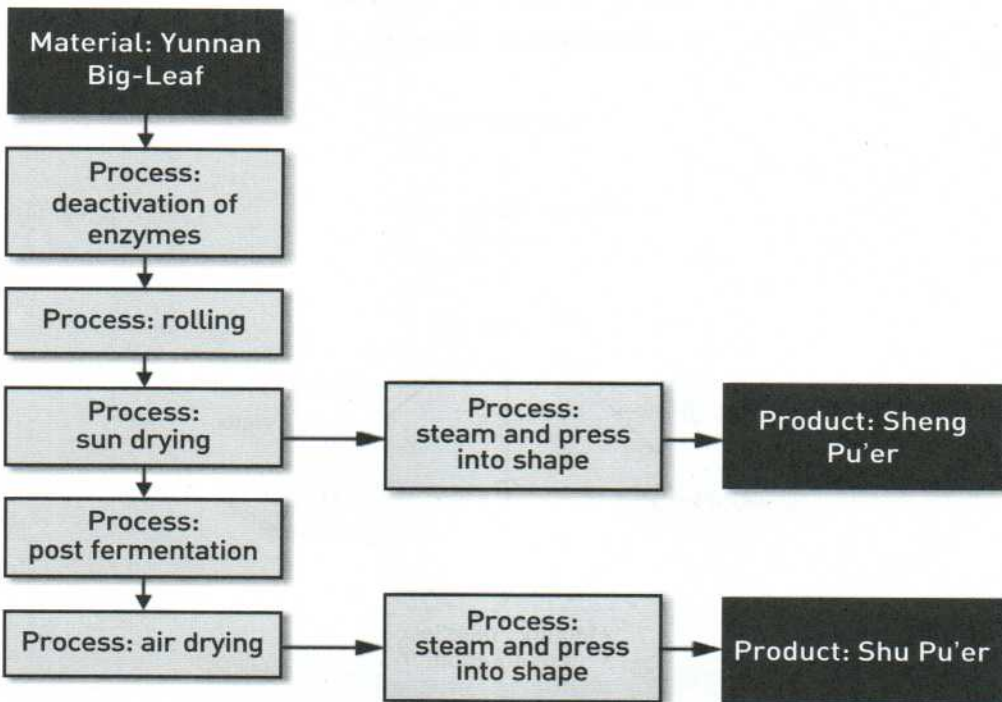 Material: Yunnan
Big-Leaf
Process:
deactivation of
enzymes
Process: rolling
Process:
sun drying
Process:
steam and press
into shape
Product: Sheng
Pu'er
Process:
post fermentation
Process: air drying
Process:
steam and press
into shape
Product: Shu Pu'er